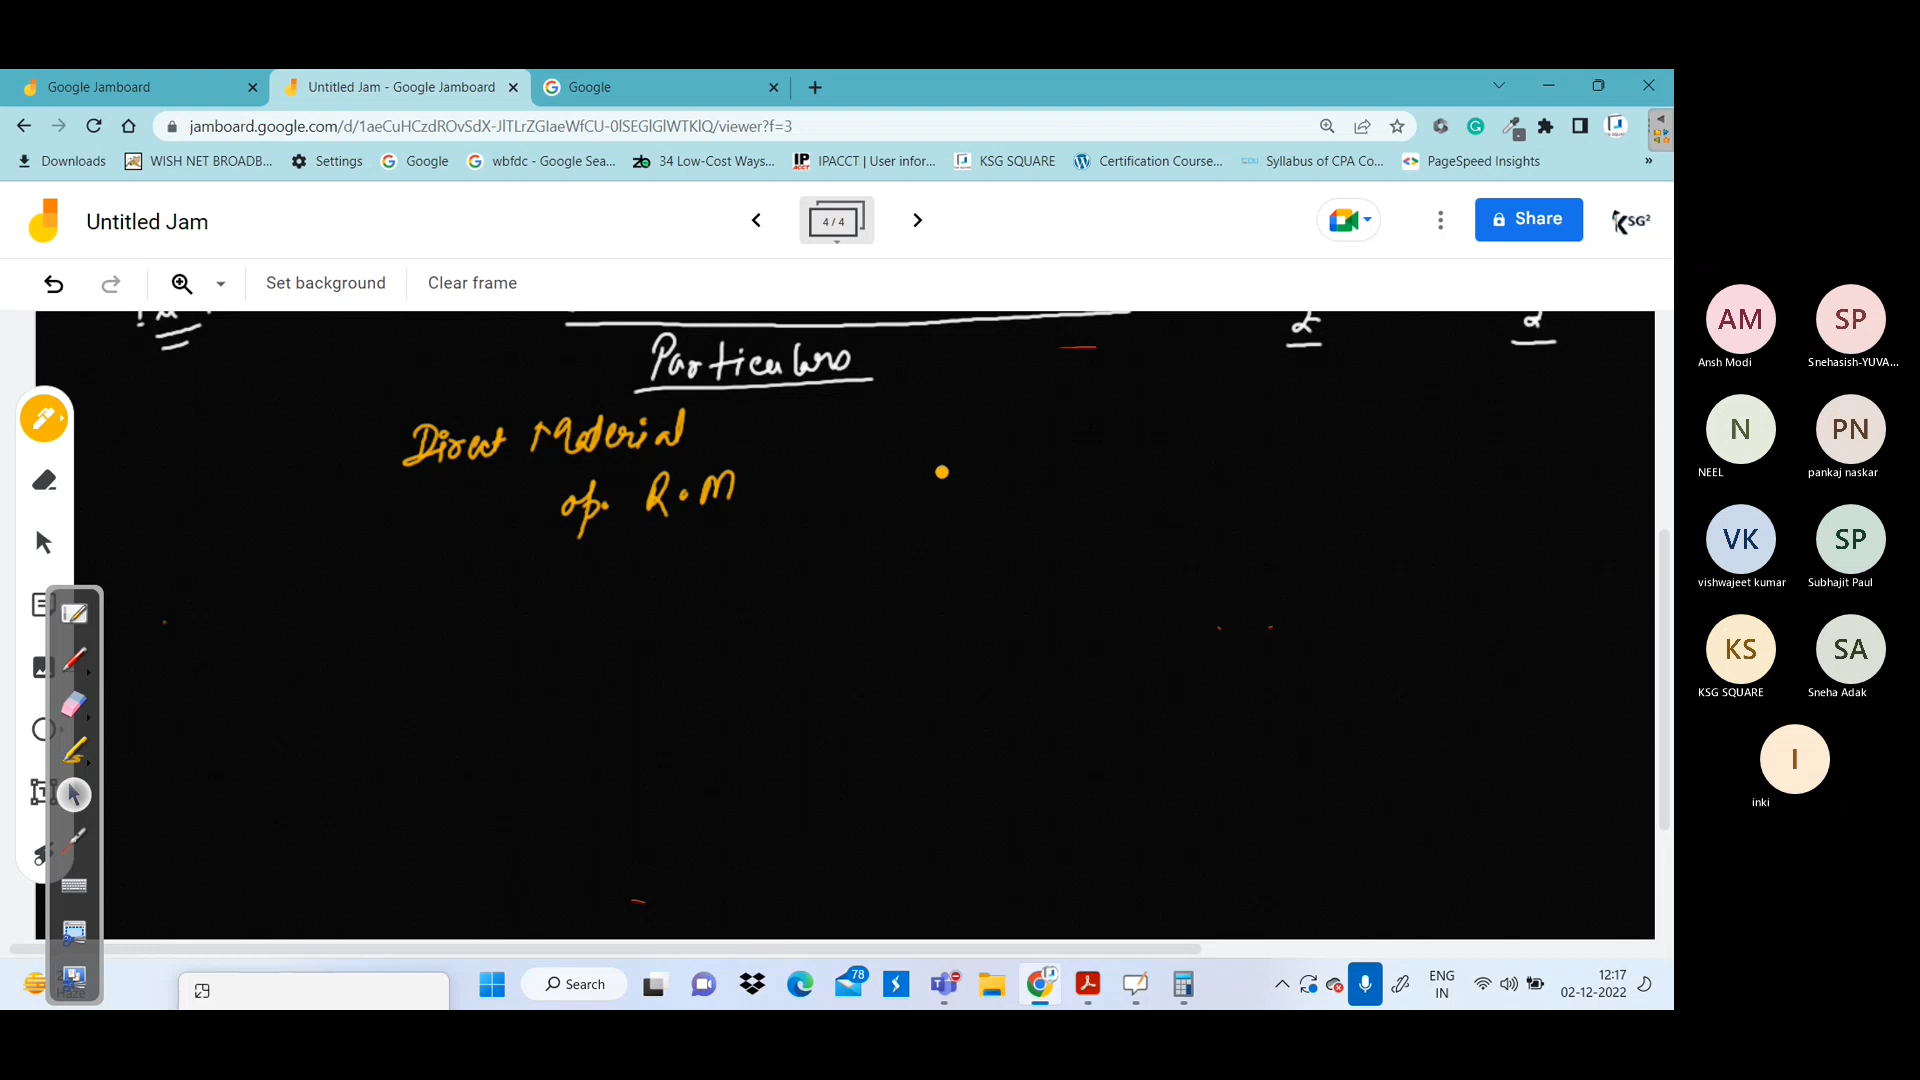 Google Jamboard
Untitled Jam - Google Jamboard
Google
jamboard.google.com/d/1aeCuHCzdROvSdX-JlTLrZGIaeWfCU-0lSEGlGlWTKlQ/viewer?f=3
Downloads
WISH NET BROADB...
Settings
Google
wbfdc - Google Sea...
34 Low-Cost Ways...
IPACCT | User infor...
KSG SQUARE
Certification Course...
Syllabus of CPA Co...
PageSpeed Insights
»
Untitled Jam
4 / 4
Share
KSG²
Set background
Clear frame
Particulars
Direct Material
op. R.M
AM
Ansh Modi
SP
Snehasish-YUVA...
N
NEEL
PN
pankaj naskar
VK
vishwajeet kumar
SP
Subhajit Paul
KS
KSG SQUARE
SA
Sneha Adak
I
inki
Haze
Search
78
ENG
IN
12:17
02-12-2022